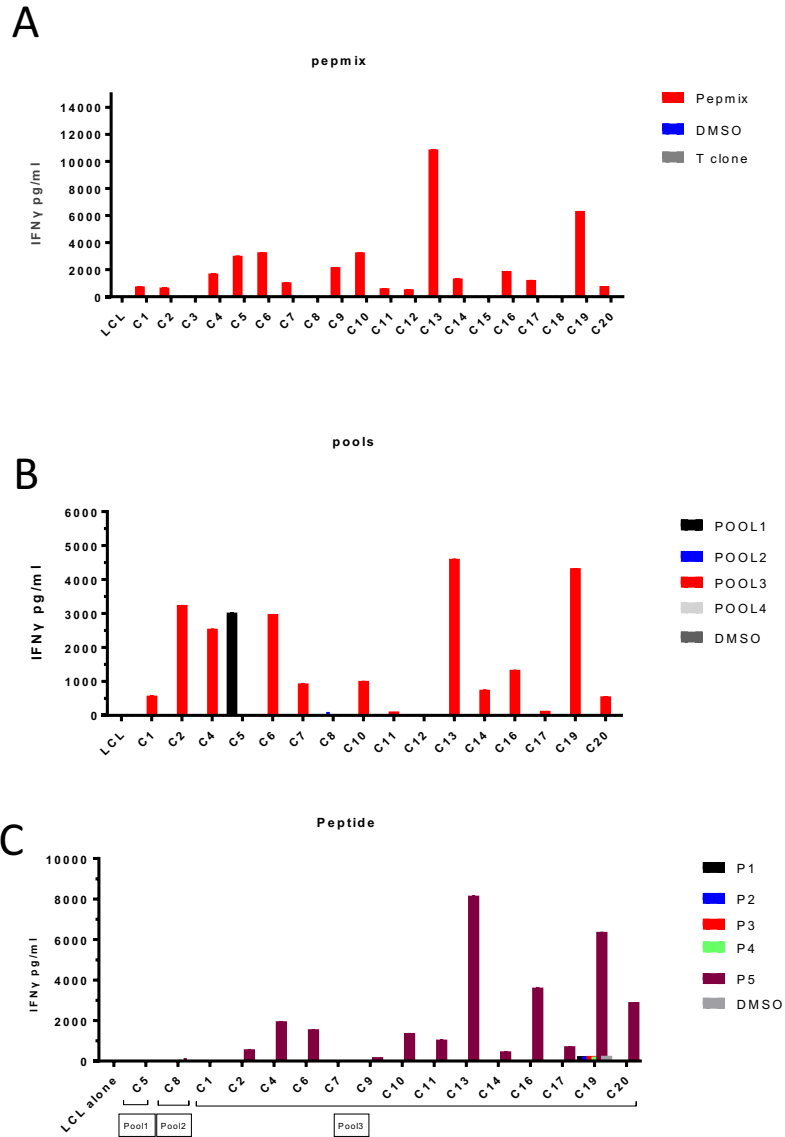 A
pepmix
IFNγ pg/ml
14000
12000
10000
8000
6000
4000
2000
0
LCL C1 C2 C3 C4 C5 C6 C7 C8 C9 C10 C11 C12 C13 C14 C15 C16 C17 C18 C19 C20
Pepmix
DMSO
T clone
B
pools
IFNγ pg/ml
6000
5000
4000
3000
2000
1000
0
LCL C1 C2 C4 C5 C6 C7 C8 C10 C11 C12 C13 C14 C16 C17 C19 C20
POOL1
POOL2
POOL3
POOL4
DMSO
C
Peptide
IFNγ pg/ml
10000
8000
6000
4000
2000
0
LCL alone C5 C8 C1 C2 C4 C6 C7 C9 C10 C11 C13 C14 C16 C17 C19 C20
Pool1 Pool2 Pool3
P1
P2
P3
P4
P5
DMSO